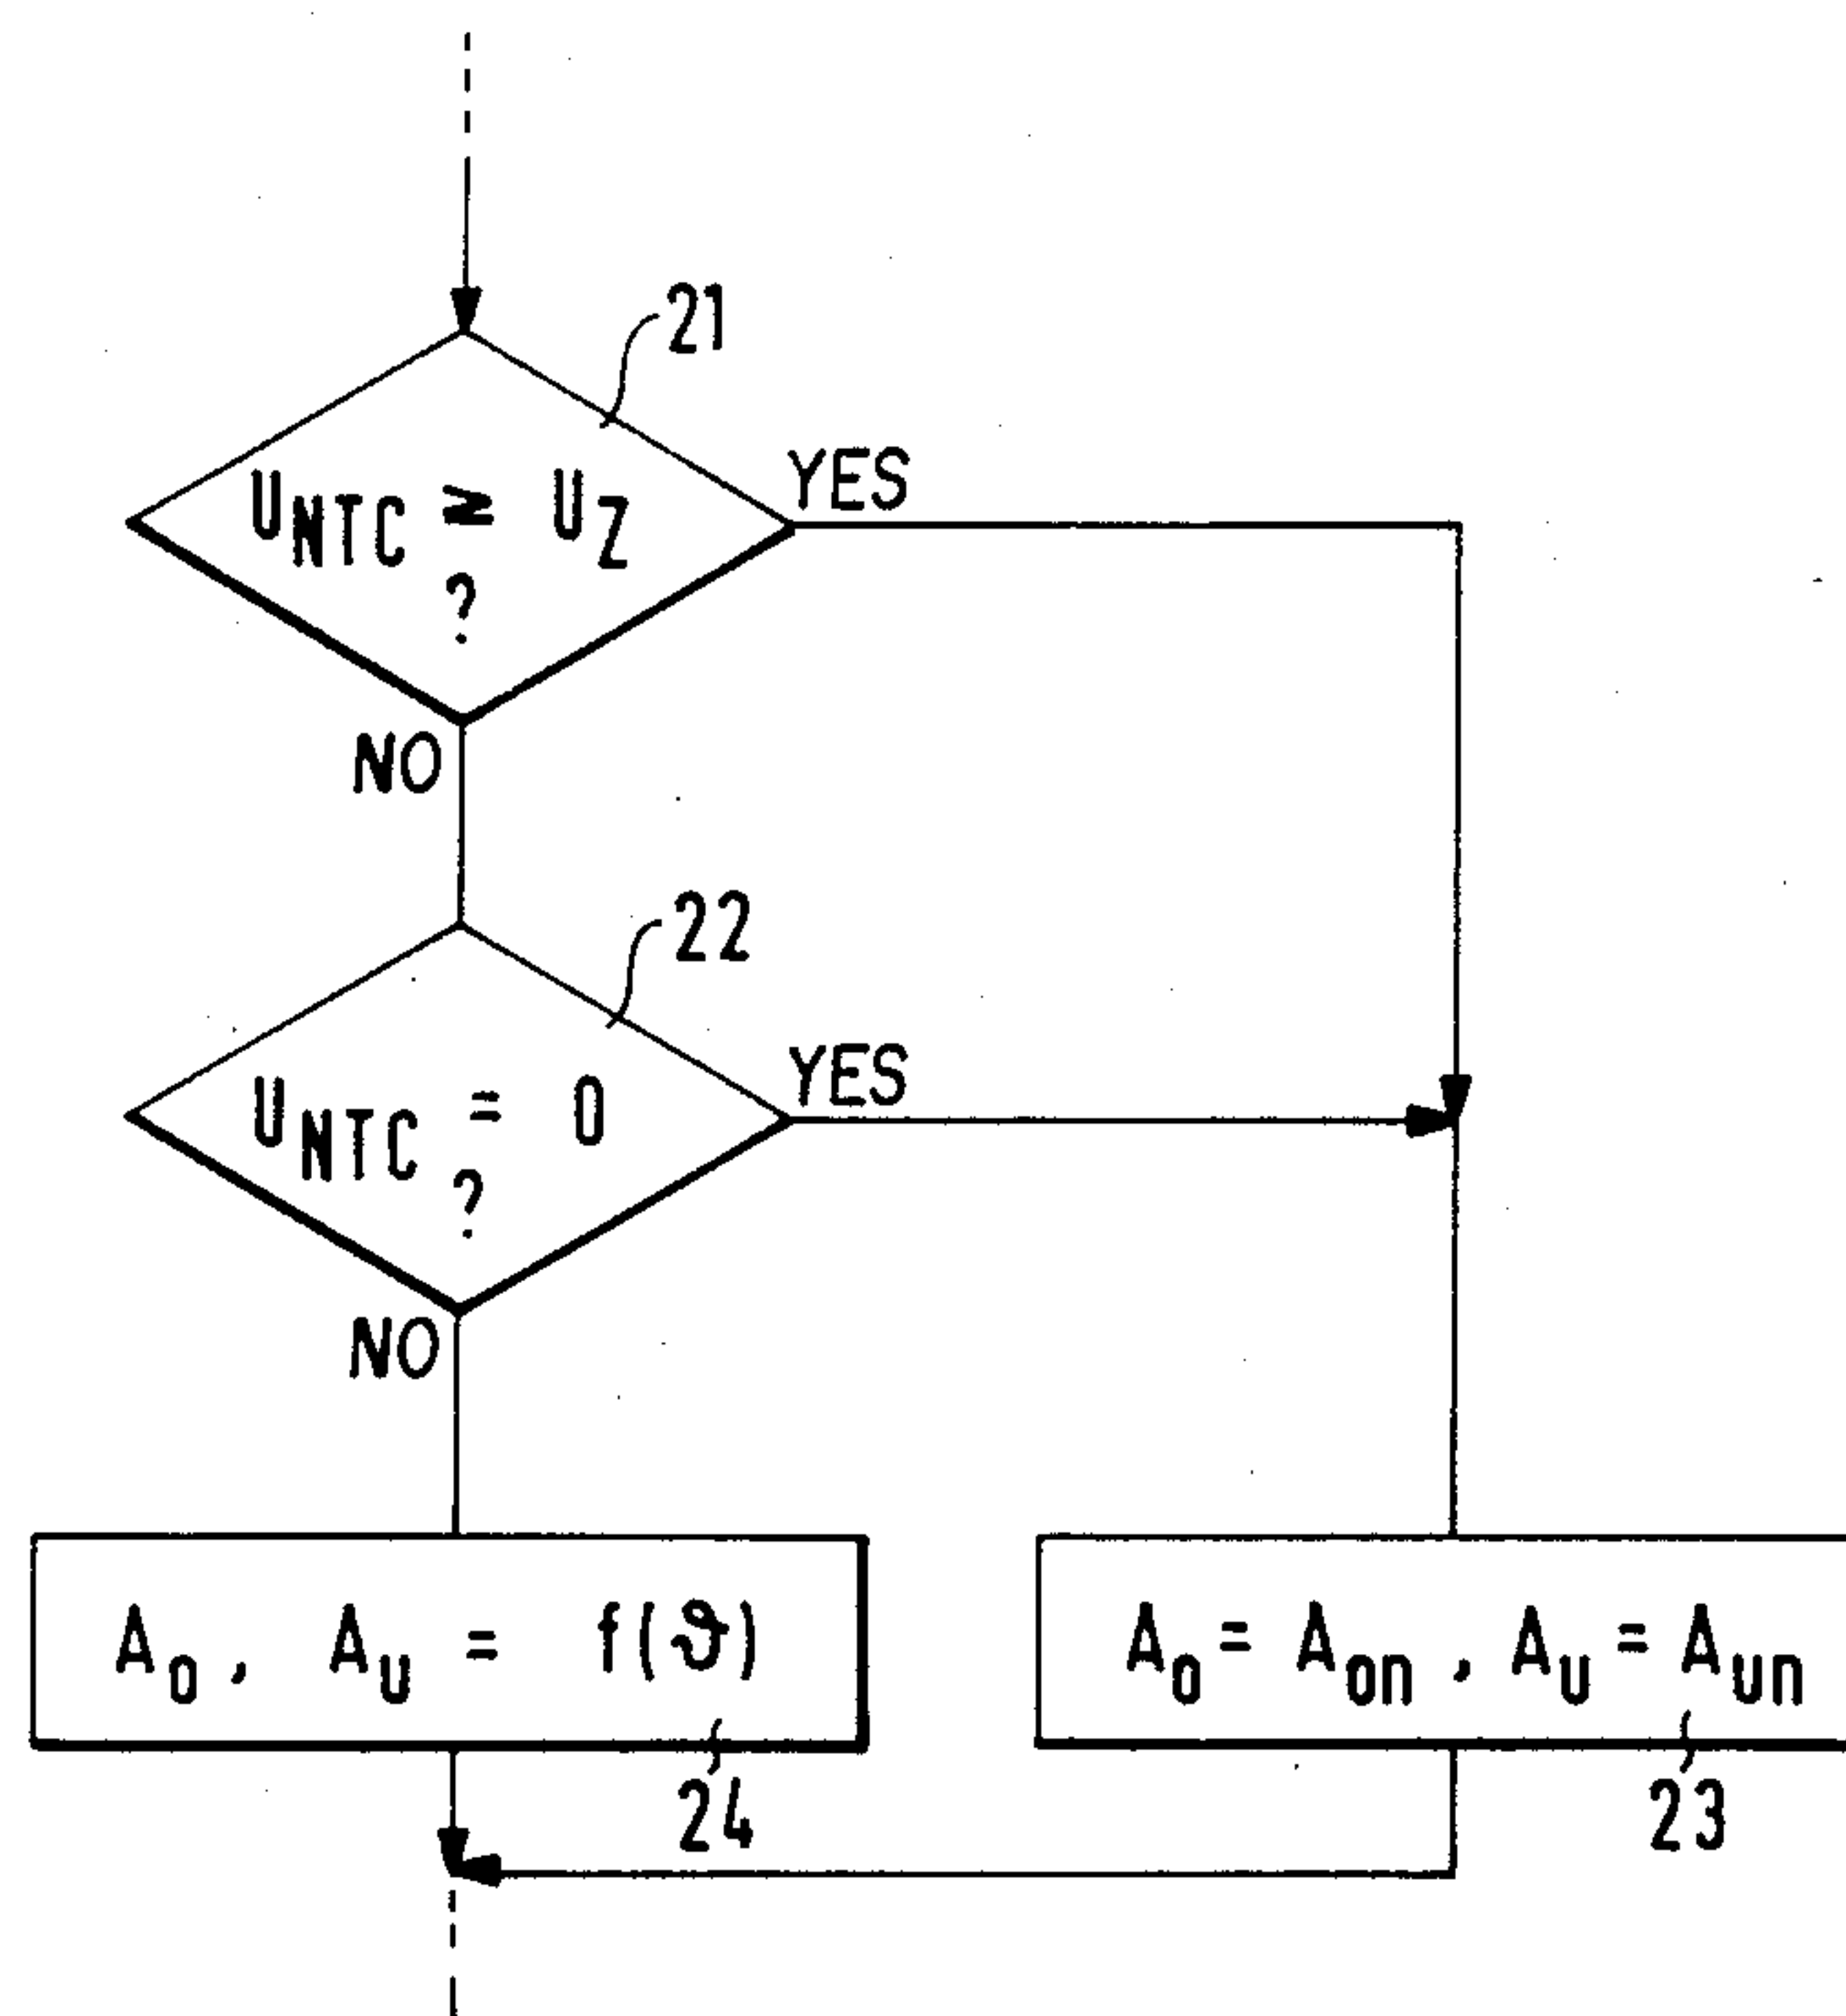 21
U_NTC ≥ U_Z
?
YES
NO
22
U_NTC = 0
?
YES
NO
A_o, A_u = f(ϑ)
A_o = A_on, A_u = A_un
24
23